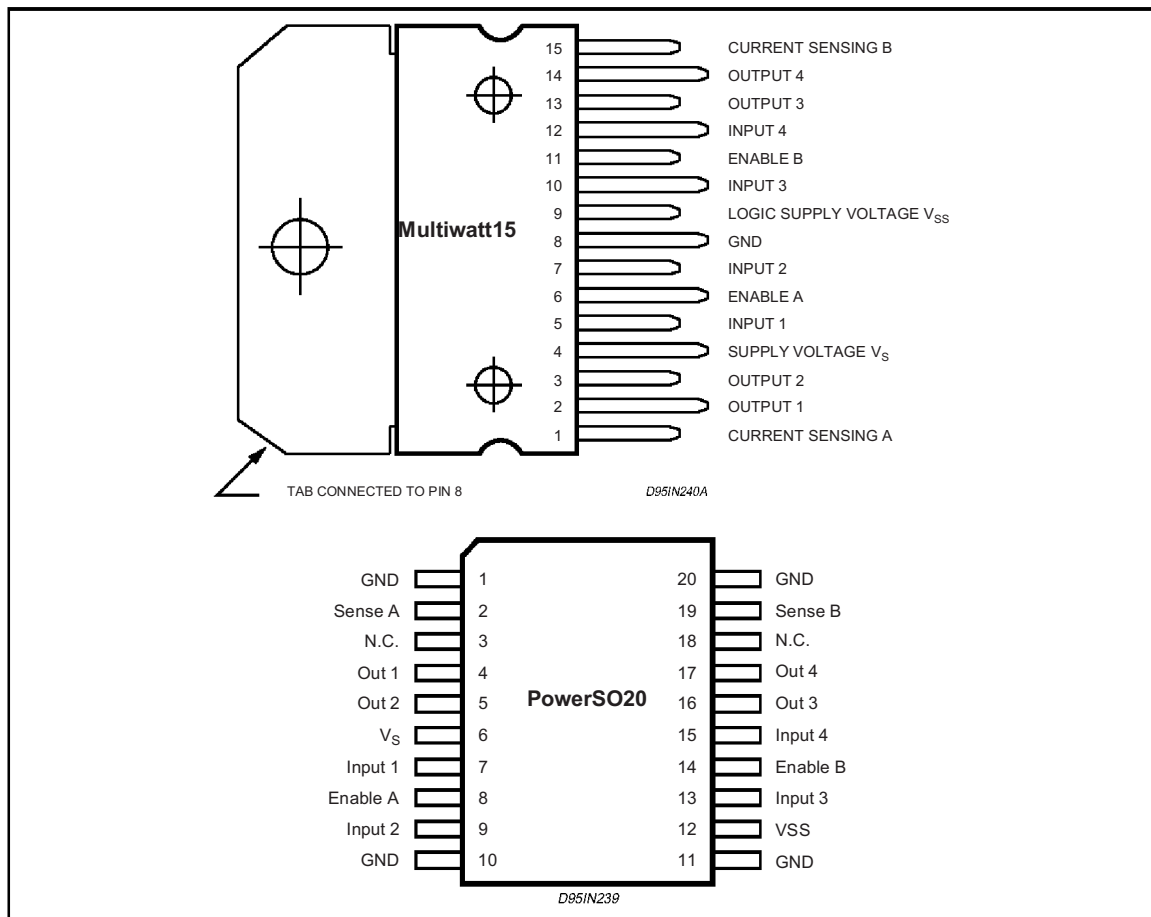 15 CURRENT SENSING B
14 OUTPUT 4
13 OUTPUT 3
12 INPUT 4
11 ENABLE B
10 INPUT 3
9 LOGIC SUPPLY VOLTAGE VSS
Multiwatt15
8 GND
7 INPUT 2
6 ENABLE A
5 INPUT 1
4 SUPPLY VOLTAGE VS
3 OUTPUT 2
2 OUTPUT 1
1 CURRENT SENSING A
TAB CONNECTED TO PIN 8
D95IN240A
GND 1 20 GND
Sense A 2 19 Sense B
N.C. 3 18 N.C.
Out 1 4 17 Out 4
PowerSO20
Out 2 5 16 Out 3
VS 6 15 Input 4
Input 1 7 14 Enable B
Enable A 8 13 Input 3
Input 2 9 12 VSS
GND 10 11 GND
D95IN239